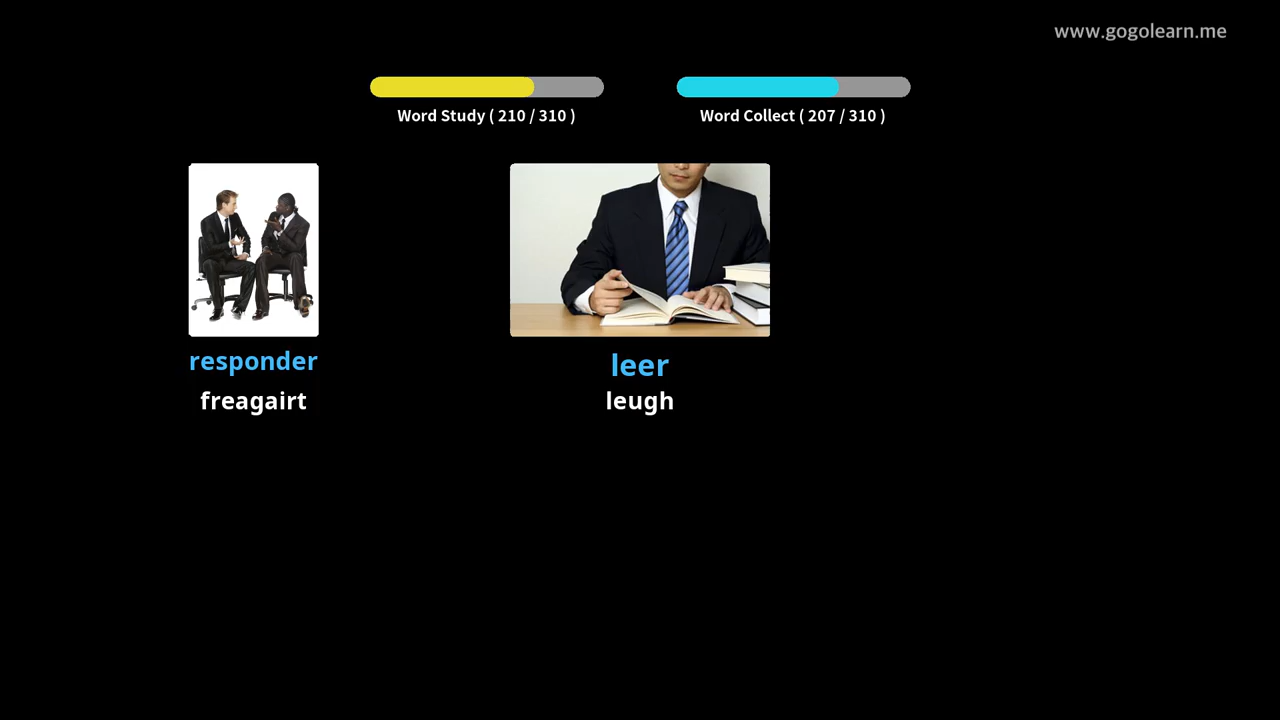 www.gogolearn.me
Word Study ( 210 / 310 )
Word Collect ( 207 / 310 )
responder
freagairt
leer
leugh